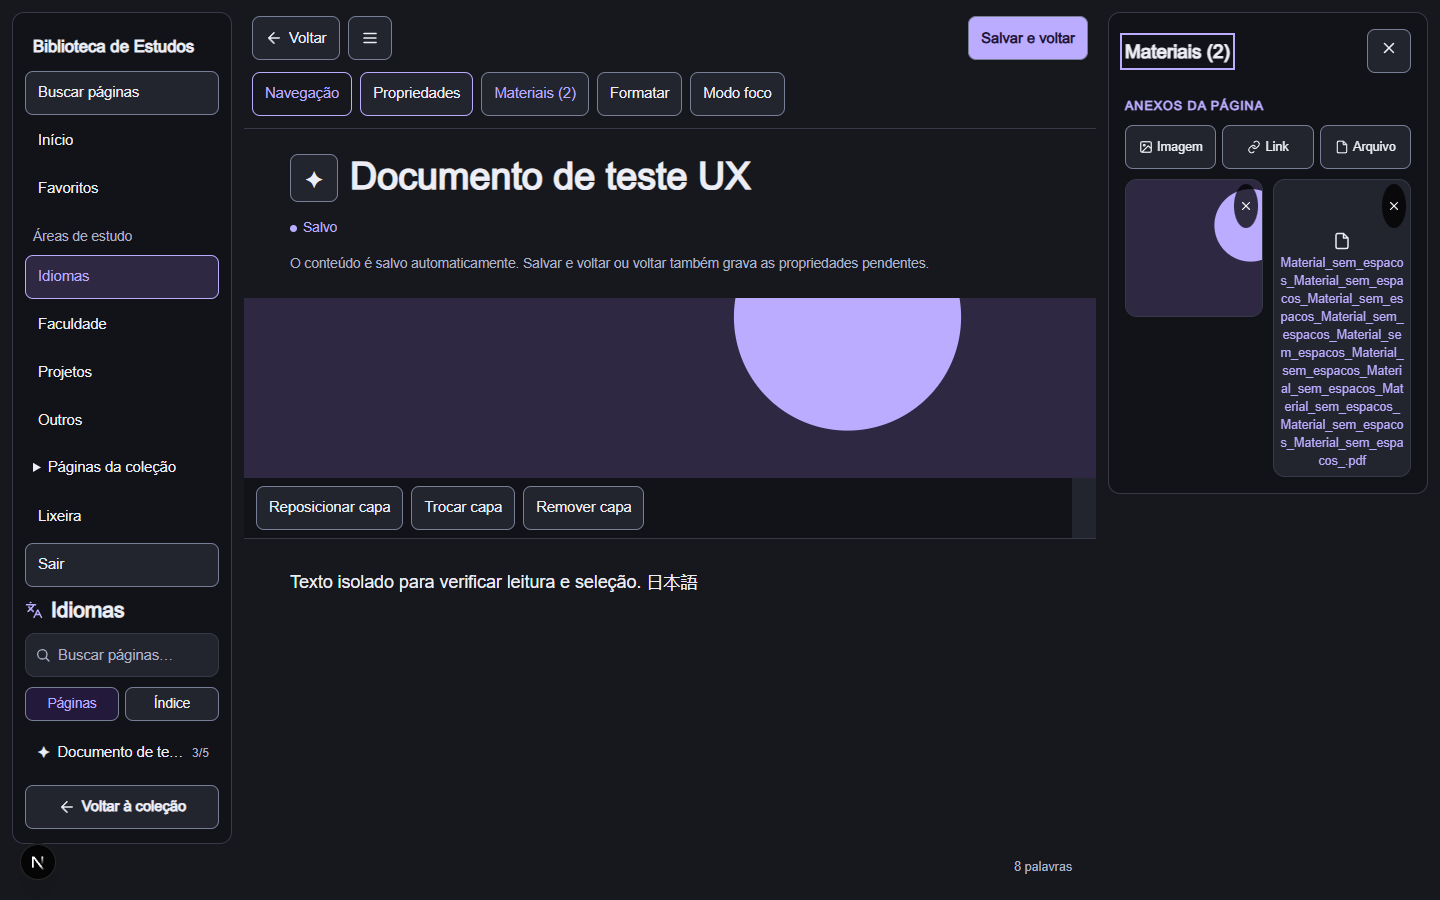 Biblioteca de Estudos
Buscar páginas
Início
Favoritos
Áreas de estudo
Idiomas
Faculdade
Projetos
Outros
Páginas da coleção
Lixeira
Sair
Idiomas
Buscar páginas...
Páginas
Índice
Documento de te... 3/5
Voltar à coleção
N
Voltar
Salvar e voltar
Navegação
Propriedades
Materiais (2)
Formatar
Modo foco
Documento de teste UX
Salvo
O conteúdo é salvo automaticamente. Salvar e voltar ou voltar também grava as propriedades pendentes.
Reposicionar capa
Trocar capa
Remover capa
Texto isolado para verificar leitura e seleção. 日本語
8 palavras
Materiais (2)
ANEXOS DA PÁGINA
Imagem
Link
Arquivo
Material_sem_espaco
s_Material_sem_espa
cos_Material_sem_es
pacos_Material_sem_
espacos_Material_se
m_espacos_Material_
sem_espacos_Materi
al_sem_espacos_Mat
erial_sem_espacos_
Material_sem_espaco
s_Material_sem_espa
cos_.pdf